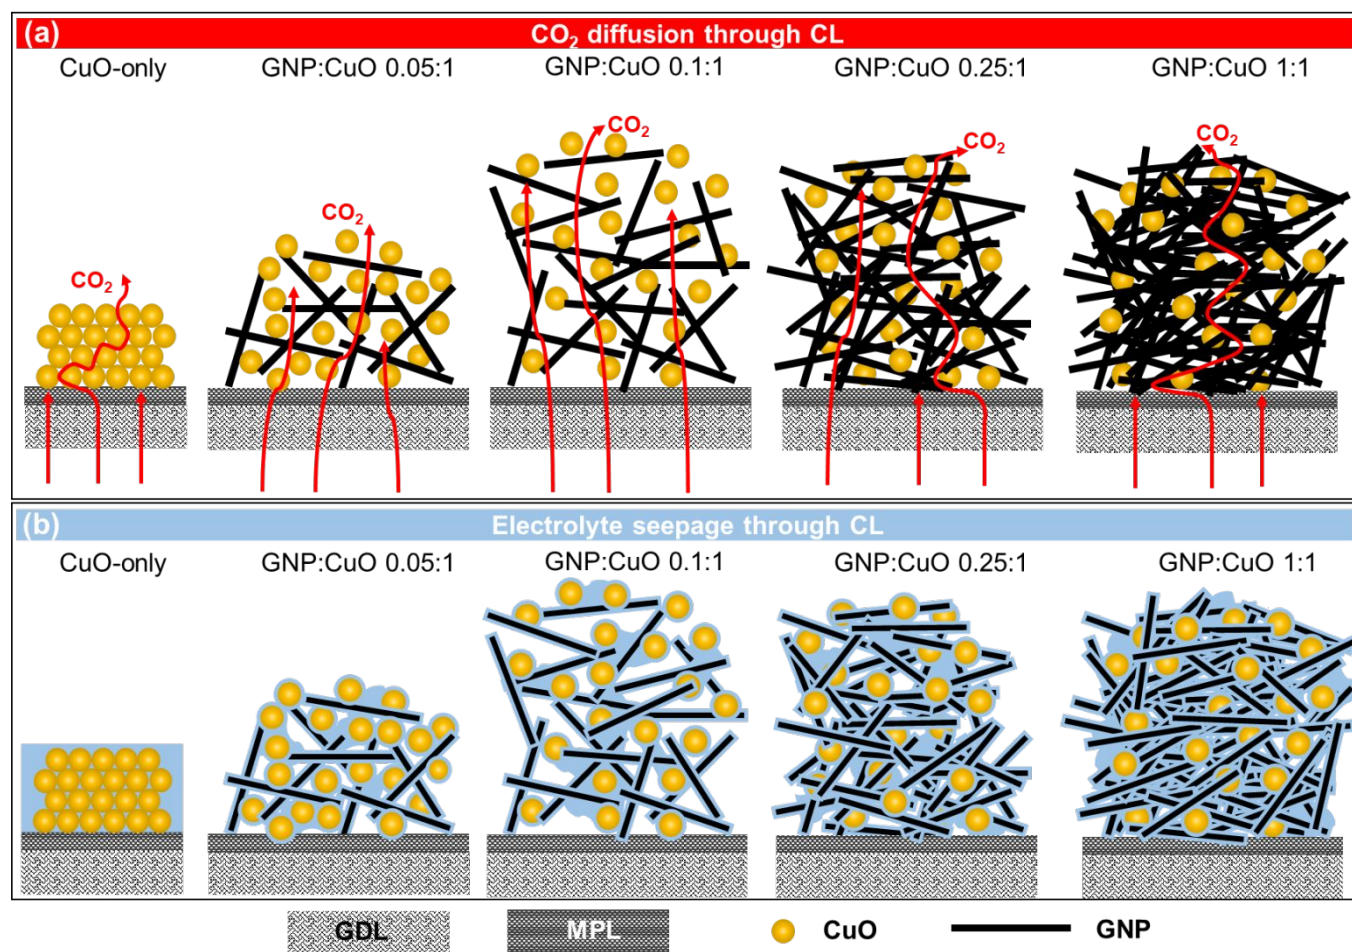 (a)
CO₂ diffusion through CL
CuO-only
GNP:CuO 0.05:1
GNP:CuO 0.1:1
GNP:CuO 0.25:1
GNP:CuO 1:1
CO₂
CO₂
CO₂
CO₂
CO₂
(b)
Electrolyte seepage through CL
CuO-only
GNP:CuO 0.05:1
GNP:CuO 0.1:1
GNP:CuO 0.25:1
GNP:CuO 1:1
GDL
MPL
CuO
GNP